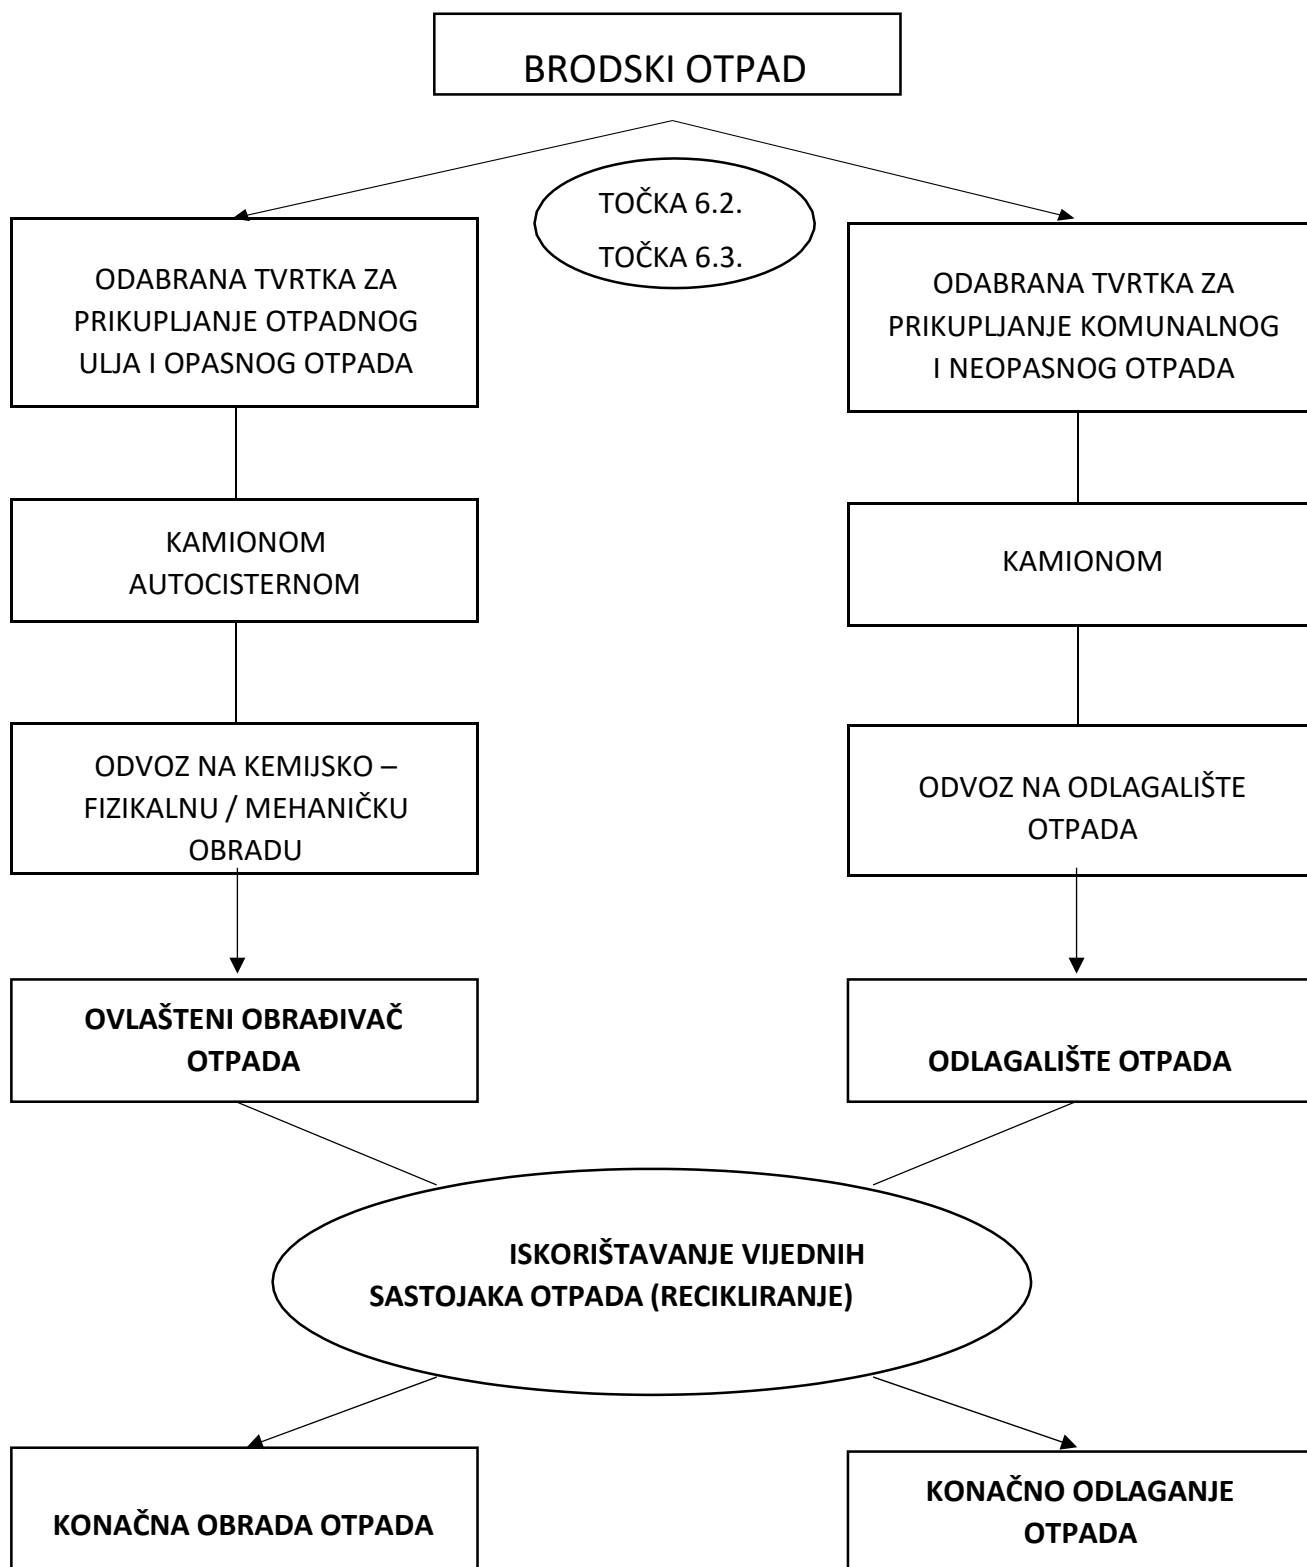 BRODSKI OTPAD
TOČKA 6.2.
TOČKA 6.3.
ODABRANA TVRTKA ZA
PRIKUPLJANJE OTPADNOG
ULJA I OPASNOG OTPADA
ODABRANA TVRTKA ZA
PRIKUPLJANJE KOMUNALNOG
I NEOPASNOG OTPADA
KAMIONOM
AUTOCISTERNOM
KAMIONOM
ODVOZ NA KEMIJSKO –
FIZIKALNU / MEHANIČKU
OBRADU
ODVOZ NA ODLAGALIŠTE
OTPADA
OVLAŠTENI OBRAĐIVAČ
OTPADA
ODLAGALIŠTE OTPADA
ISKORIŠTAVANJE VIJEDNIH
SASTOJAKA OTPADA (RECIKLIRANJE)
KONAČNA OBRADA OTPADA
KONAČNO ODLAGANJE
OTPADA